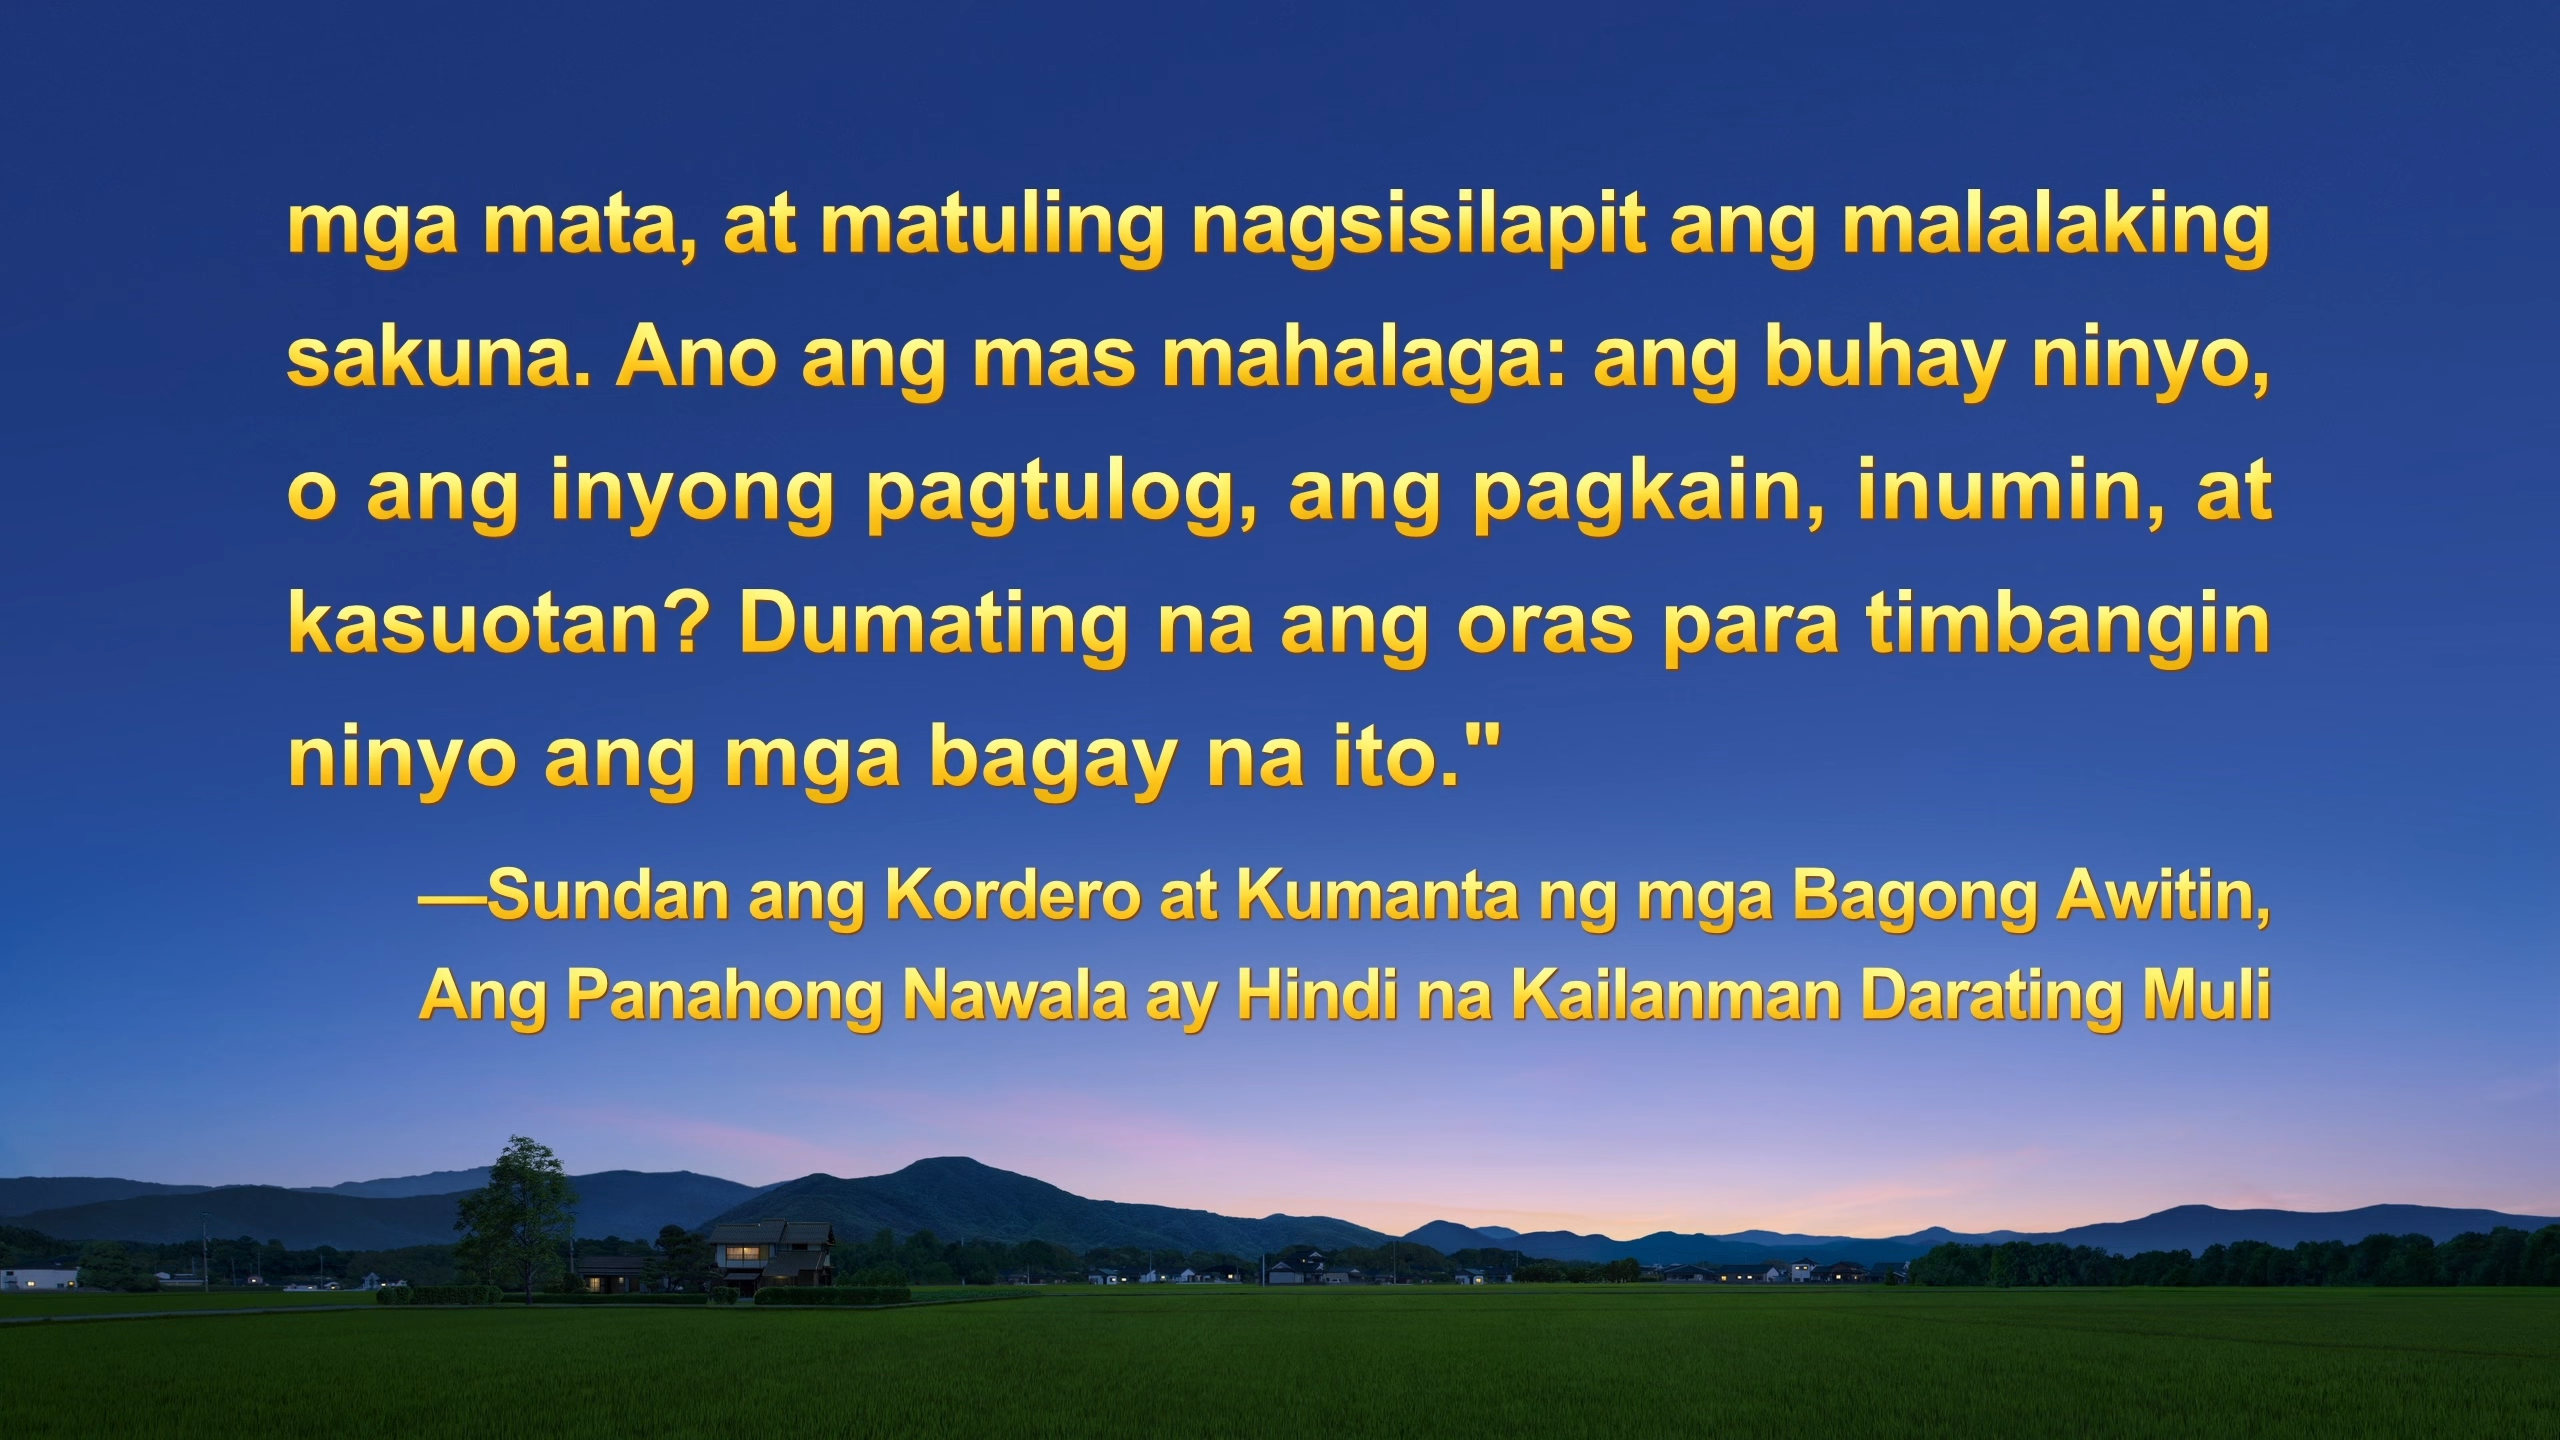 mga mata, at matuling nagsisilapit ang malalaking
sakuna. Ano ang mas mahalaga: ang buhay ninyo,
o ang inyong pagtulog, ang pagkain, inumin, at
kasuotan? Dumating na ang oras para timbangin
ninyo ang mga bagay na ito."
—Sundan ang Kordero at Kumanta ng mga Bagong Awitin,
Ang Panahong Nawala ay Hindi na Kailanman Darating Muli